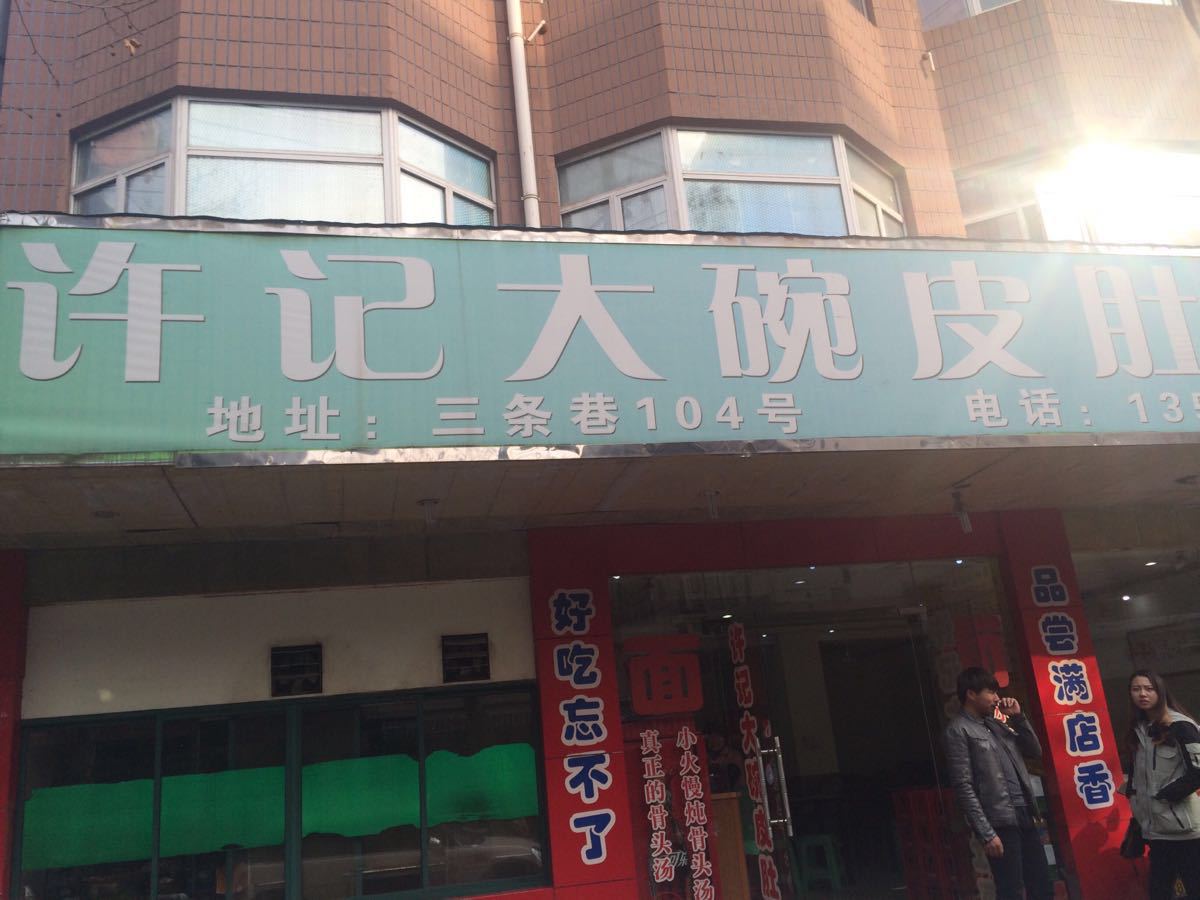 许记大碗皮肚
地址：三条巷104号
电话：13
好吃忘不了
品尝满店香
面
许记大碗皮肚
小火慢炖骨头汤
真正的骨头汤